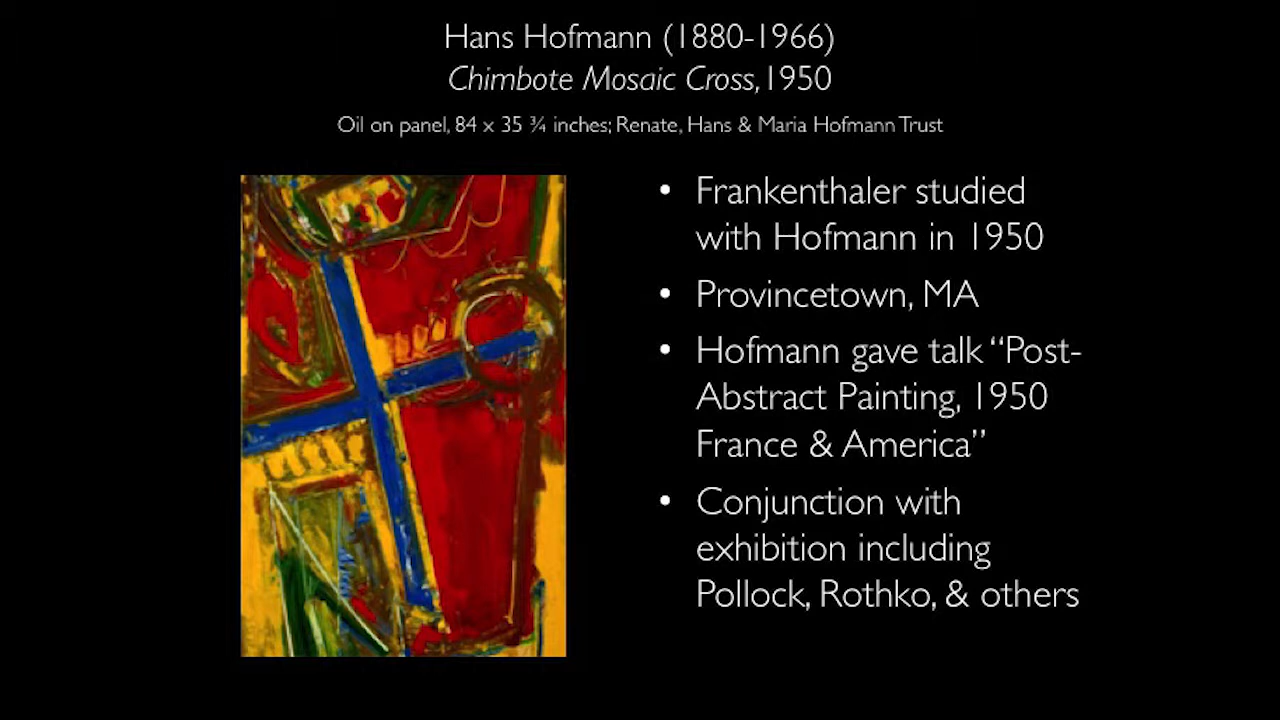 Hans Hofmann (1880-1966)
Chimbote Mosaic Cross, 1950
Oil on panel, 84 x 35 ¾ inches; Renate, Hans & Maria Hofmann Trust
• Frankenthaler studied
with Hofmann in 1950
• Provincetown, MA
• Hofmann gave talk “Post-
Abstract Painting, 1950
France & America”
• Conjunction with
exhibition including
Pollock, Rothko, & others